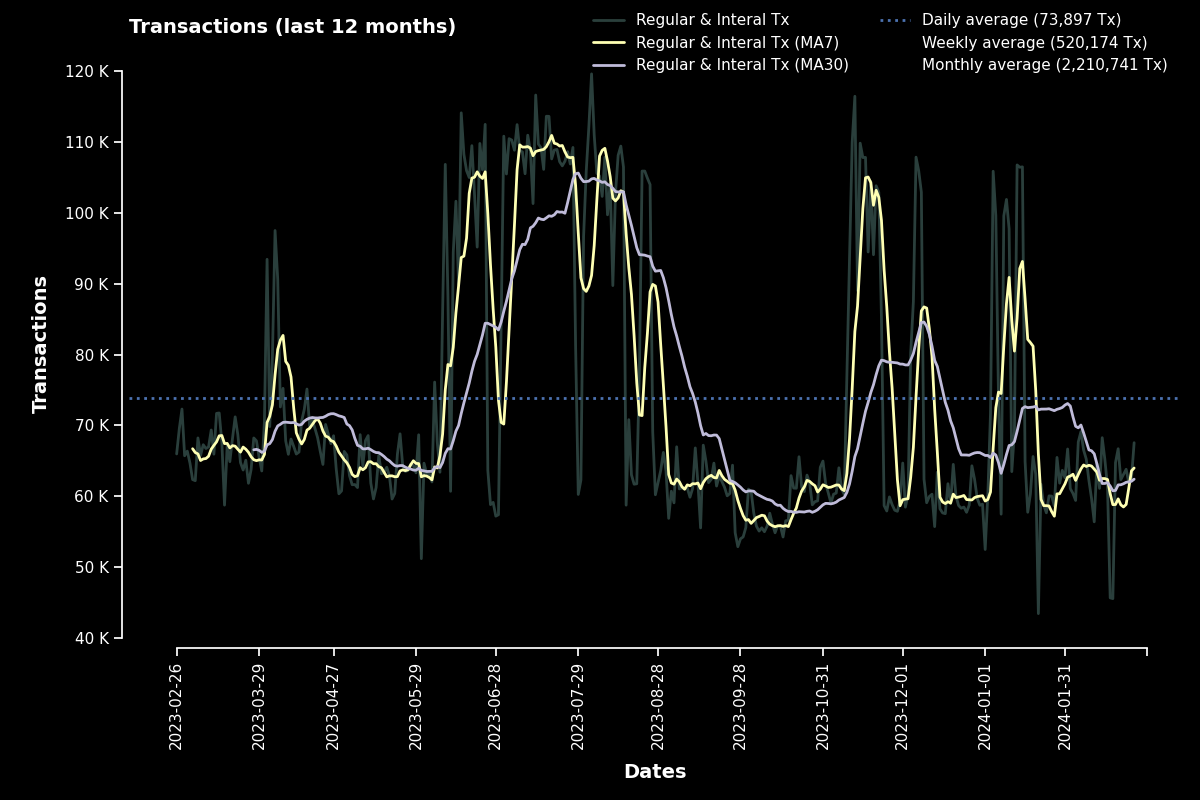 Transactions (last 12 months)
Regular & Interal Tx
Regular & Interal Tx (MA7)
Regular & Interal Tx (MA30)
Daily average (73,897 Tx)
Weekly average (520,174 Tx)
Monthly average (2,210,741 Tx)
Transactions
120 K
110 K
100 K
90 K
80 K
70 K
60 K
50 K
40 K
2023-02-26
2023-03-29
2023-04-27
2023-05-29
2023-06-28
2023-07-29
2023-08-28
2023-09-28
2023-10-31
2023-12-01
2024-01-01
2024-01-31
Dates